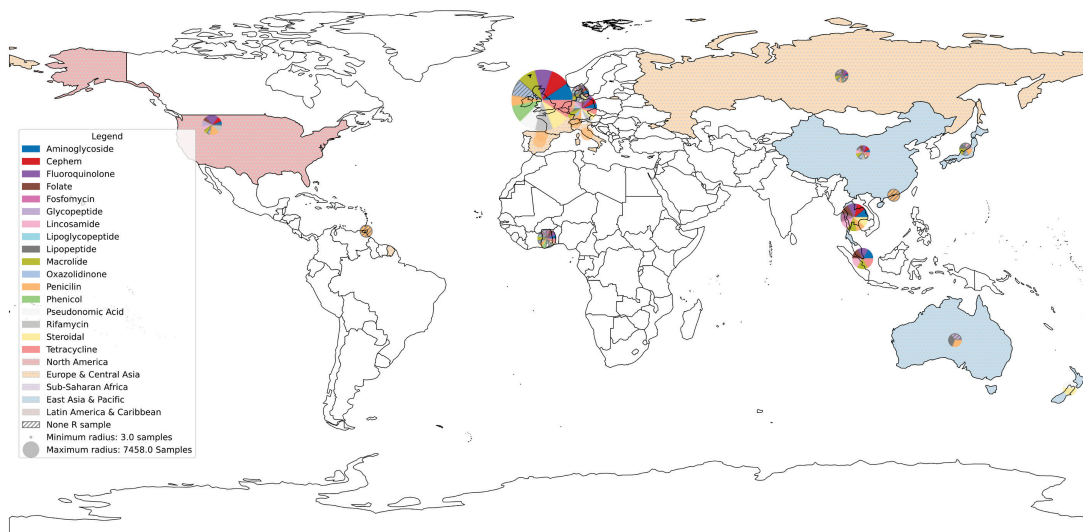 Legend
Aminoglycoside
Cephem
Fluoroquinolone
Folate
Fosfomycin
Glycopeptide
Lincosamide
Lipoglycopeptide
Lipopeptide
Macrolide
Oxazolidinone
Penicilin
Phenicol
Pseudonomic Acid
Rifamycin
Steroidal
Tetracycline
North America
Europe & Central Asia
Sub-Saharan Africa
East Asia & Pacific
Latin America & Caribbean
None R sample
Minimum radius: 3.0 samples
Maximum radius: 7458.0 Samples